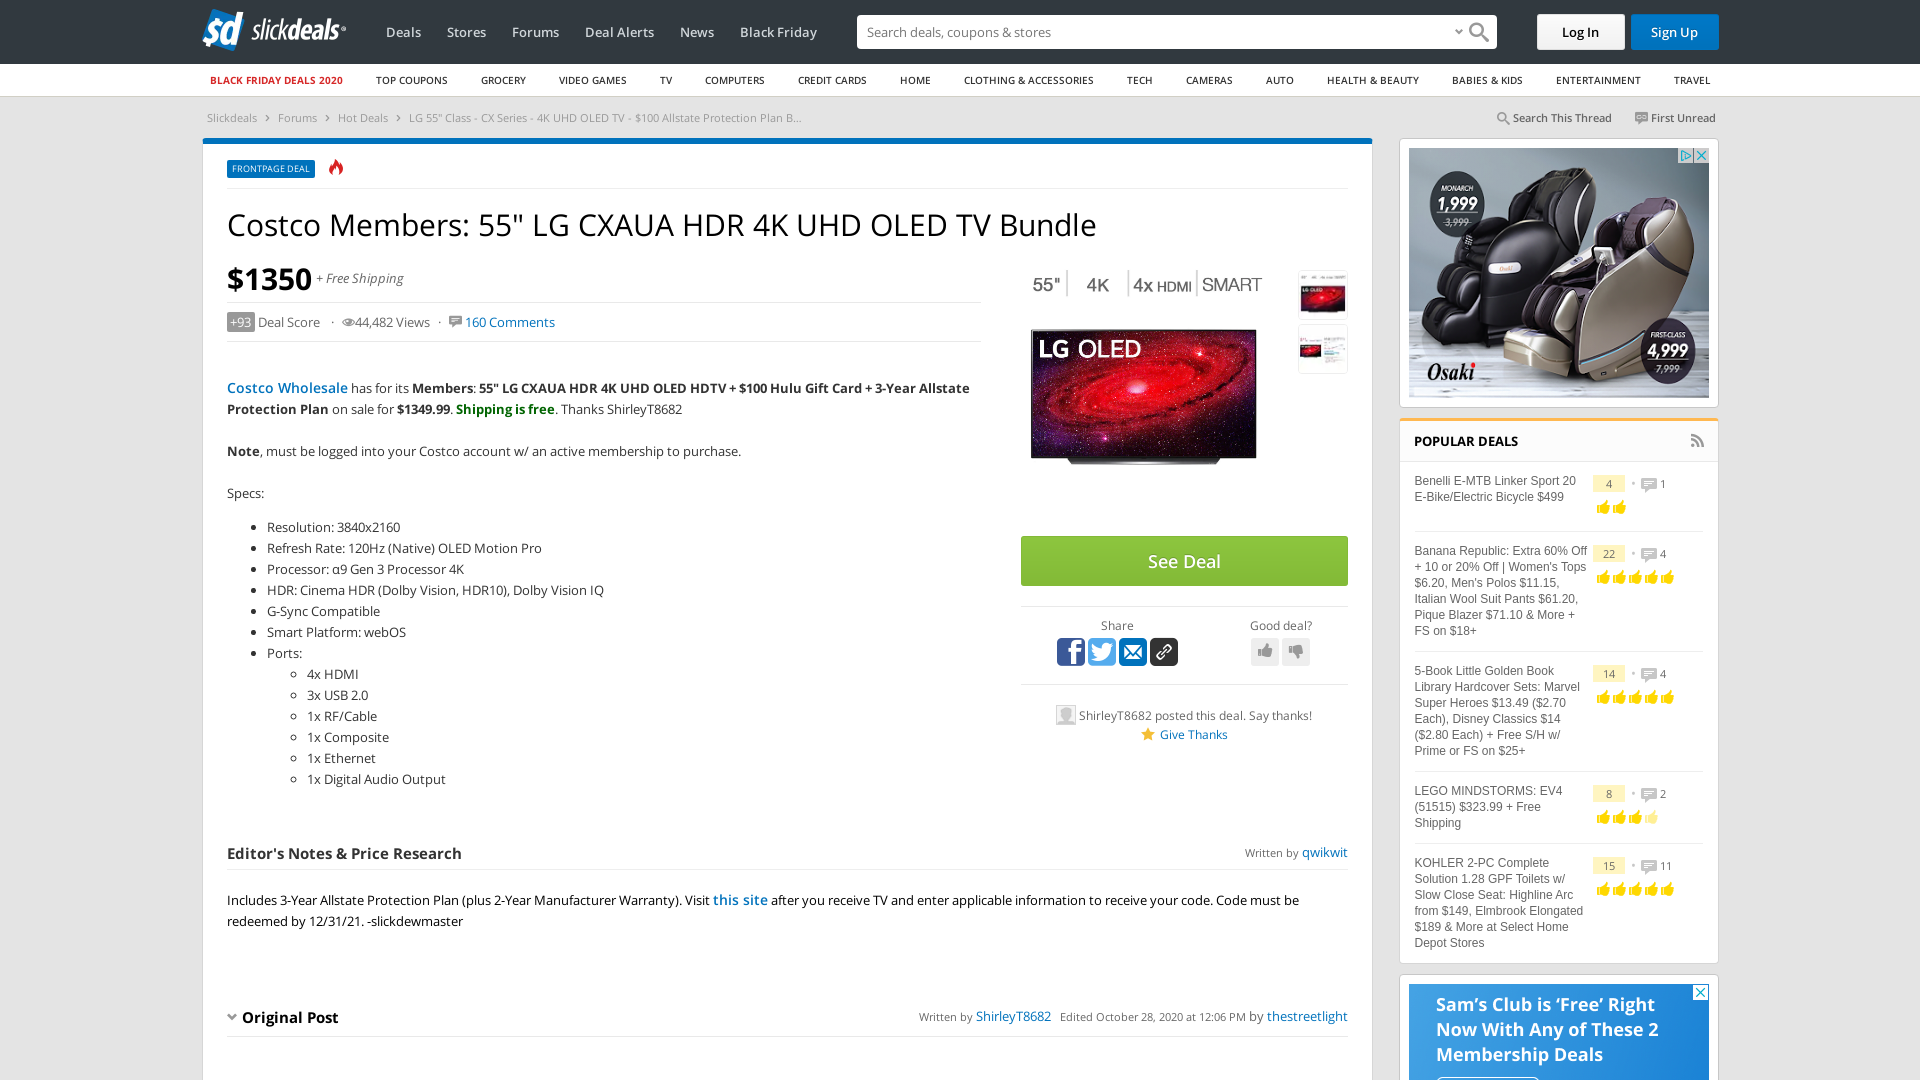 sd slickdeals
Deals Stores Forums Deal Alerts News Black Friday
Search deals, coupons & shops
Log In Sign Up
BLACK FRIDAY DEALS 2020 TOP COUPONS GROCERY VIDEO GAMES TV COMPUTERS CREDIT CARDS HOME CLOTHING & ACCESSORIES TECH CAMERAS AUTO HEALTH & BEAUTY BABIES & KIDS ENTERTAINMENT TRAVEL
Slickdeals › Forums › Hot Deals › LG 55" Class - CX Series - 4K UHD OLED TV - $100 Allstate Protection Plan B...
Search This Thread First Unread
FRONTPAGE DEAL
Costco Members: 55" LG CXAUA HDR 4K UHD OLED TV Bundle
$1350 + Free Shipping
+93 Deal Score · 44,482 Views · 160 Comments
Costco Wholesale has for its Members: 55" LG CXAUA HDR 4K UHD OLED HDTV + $100 Hulu Gift Card + 3-Year Allstate
Protection Plan on sale for $1349.99. Shipping is free. Thanks ShirleyT8682
Note, must be logged into your Costco account w/ an active membership to purchase.
Specs:
• Resolution: 3840x2160
• Refresh Rate: 120Hz (Native) OLED Motion Pro
• Processor: α9 Gen 3 Processor 4K
• HDR: Cinema HDR (Dolby Vision, HDR10), Dolby Vision IQ
• G-Sync Compatible
• Smart Platform: webOS
• Ports:
◦ 4x HDMI
◦ 3x USB 2.0
◦ 1x RF/Cable
◦ 1x Composite
◦ 1x Ethernet
◦ 1x Digital Audio Output
55" 4K 4x HDMI SMART
LG OLED
See Deal
Share Good deal?
ShirleyT8682 posted this deal. Say thanks!
Give Thanks
Editor's Notes & Price Research
Written by qwikwit
Includes 3-Year Allstate Protection Plan (plus 2-Year Manufacturer Warranty). Visit this site after you receive TV and enter applicable information to receive your code. Code must be
redeemed by 12/31/21. -slickdewmaster
Original Post
Written by ShirleyT8682 Edited October 28, 2020 at 12:06 PM by thestreetlight
MONARCH
1,999
3,999
Osaki
FIRST-CLASS
4,999
7,999
POPULAR DEALS
Benelli E-MTB Linker Sport 20
E-Bike/Electric Bicycle $499
4 • 1
Banana Republic: Extra 60% Off
+ 10 or 20% Off | Women's Tops
$6.20, Men's Polos $11.15,
Italian Wool Suit Pants $61.20,
Pique Blazer $71.10 & More +
FS on $18+
22 • 4
5-Book Little Golden Book
Library Hardcover Sets: Marvel
Super Heroes $13.49 ($2.70
Each), Disney Classics $14
($2.80 Each) + Free S/H w/
Prime or FS on $25+
14 • 4
LEGO MINDSTORMS: EV4
(51515) $323.99 + Free
Shipping
8 • 2
KOHLER 2-PC Complete
Solution 1.28 GPF Toilets w/
Slow Close Seat: Highline Arc
from $149, Elmbrook Elongated
$189 & More at Select Home
Depot Stores
15 • 11
Sam's Club is 'Free' Right
Now With Any of These 2
Membership Deals